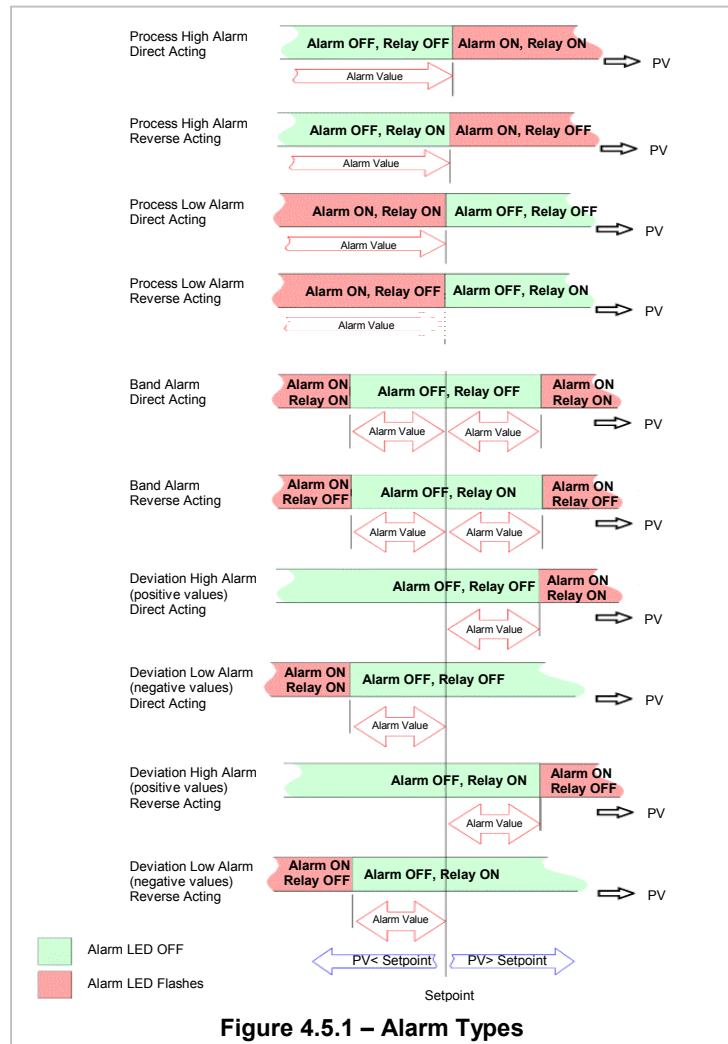 Process High Alarm
Direct Acting
Alarm OFF, Relay OFF
Alarm ON, Relay ON
PV
Alarm Value
Process High Alarm
Reverse Acting
Alarm OFF, Relay ON
Alarm ON, Relay OFF
PV
Alarm Value
Process Low Alarm
Direct Acting
Alarm ON, Relay ON
Alarm OFF, Relay OFF
PV
Alarm Value
Process Low Alarm
Reverse Acting
Alarm ON, Relay OFF
Alarm OFF, Relay ON
PV
Alarm Value
Band Alarm
Direct Acting
Alarm ON
Relay ON
Alarm OFF, Relay OFF
Alarm ON
Relay ON
Alarm Value
Alarm Value
PV
Band Alarm
Reverse Acting
Alarm ON
Relay OFF
Alarm OFF, Relay ON
Alarm ON
Relay OFF
Alarm Value
Alarm Value
PV
Deviation High Alarm
(positive values)
Direct Acting
Alarm OFF, Relay OFF
Alarm ON
Relay ON
Alarm Value
PV
Deviation Low Alarm
(negative values)
Direct Acting
Alarm ON
Relay ON
Alarm OFF, Relay OFF
Alarm Value
PV
Deviation High Alarm
(positive values)
Reverse Acting
Alarm OFF, Relay ON
Alarm ON
Relay OFF
Alarm Value
PV
Deviation Low Alarm
(negative values)
Reverse Acting
Alarm ON
Relay OFF
Alarm OFF, Relay ON
Alarm Value
PV
Alarm LED OFF
Alarm LED Flashes
PV< Setpoint
PV> Setpoint
Setpoint
Figure 4.5.1 – Alarm Types